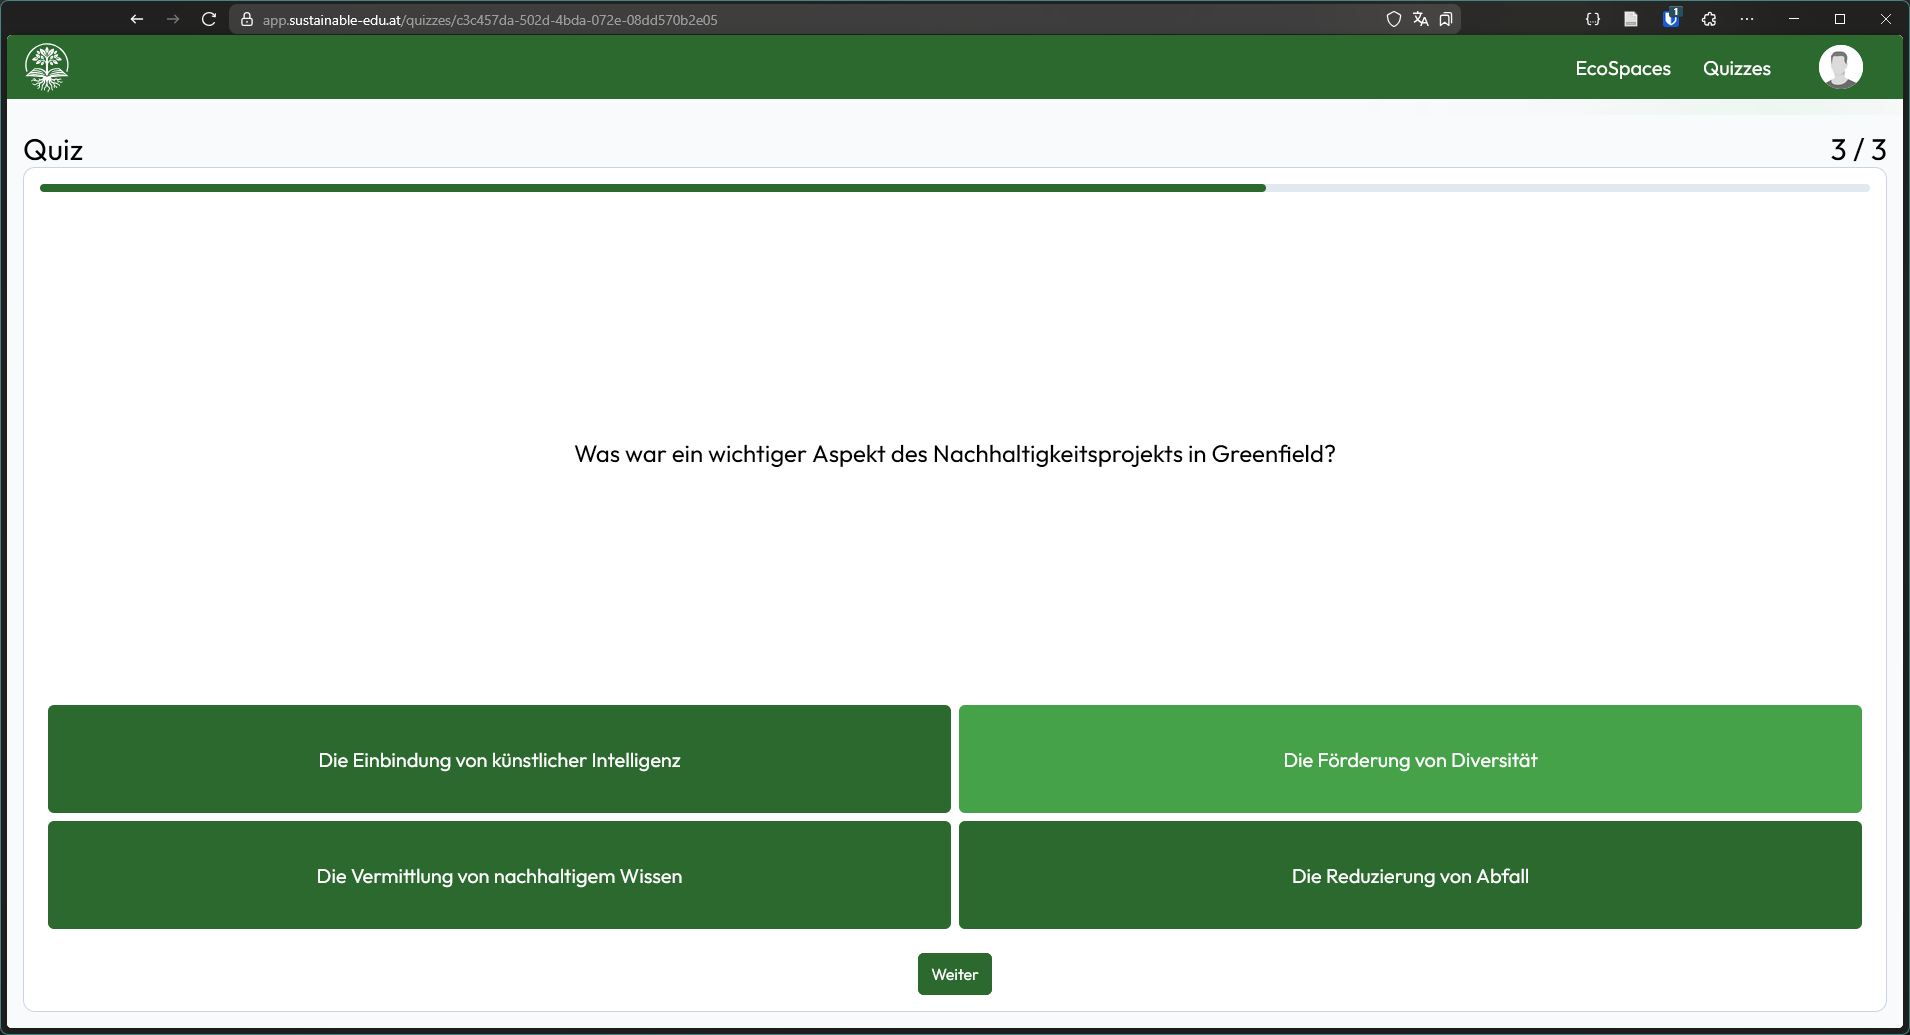 app.sustainable-edu.at/quizzes/c3c457da-502d-4bda-072e-08dd570b2e05
1
EcoSpaces
Quizzes
Quiz
3 / 3
Was war ein wichtiger Aspekt des Nachhaltigkeitsprojekts in Greenfield?
Die Einbindung von künstlicher Intelligenz
Die Förderung von Diversität
Die Vermittlung von nachhaltigem Wissen
Die Reduzierung von Abfall
Weiter